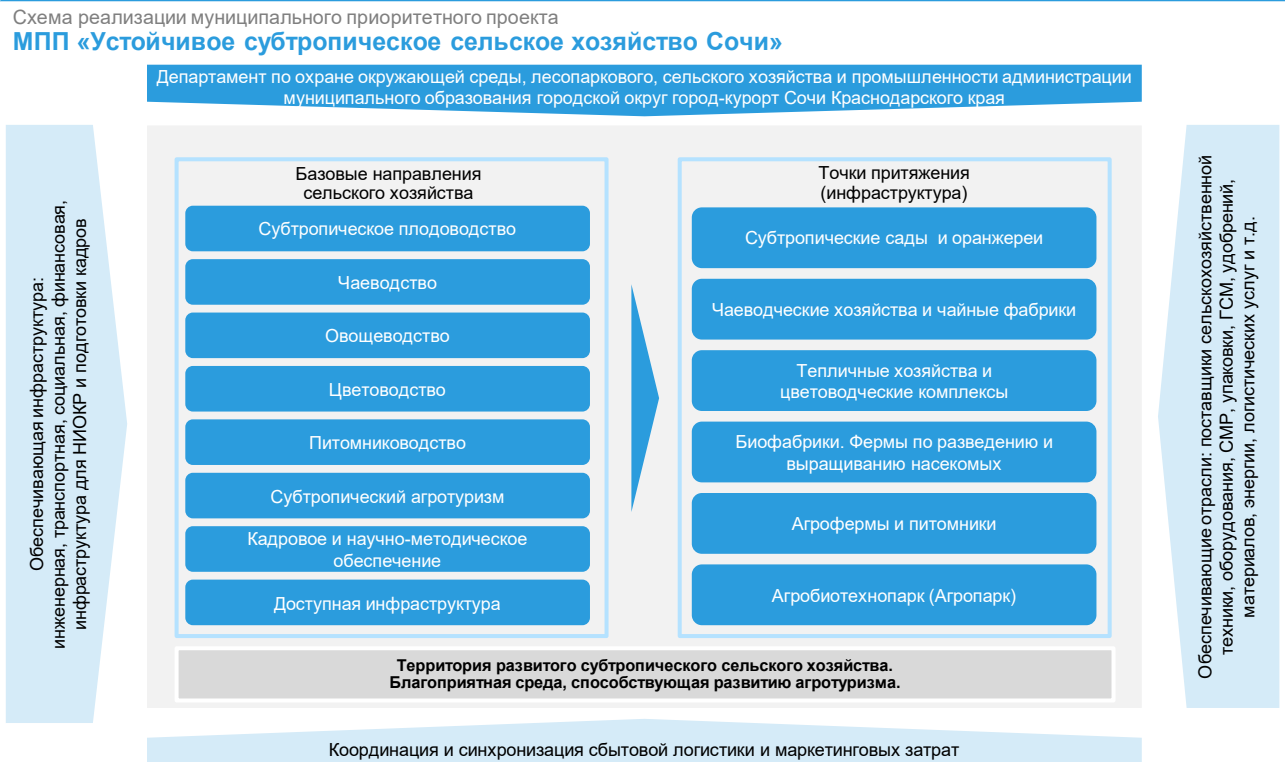 Схема реализации муниципального приоритетного проекта
МПП «Устойчивое субтропическое сельское хозяйство Сочи»
Департамент по охране окружающей среды, лесопаркового, сельского хозяйства и промышленности администрации
муниципального образования городской округ город-курорт Сочи Краснодарского края
Обеспечивающая инфраструктура:
инженерная, транспортная, социальная, финансовая,
инфраструктура для НИОКР и подготовки кадров
Базовые направления
сельского хозяйства
Субтропическое плодоводство
Чаеводство
Овощеводство
Цветоводство
Питомниководство
Субтропический агротуризм
Кадровое и научно-методическое
обеспечение
Доступная инфраструктура
Точки притяжения
(инфраструктура)
Субтропические сады и оранжереи
Чаеводческие хозяйства и чайные фабрики
Тепличные хозяйства и
цветоводческие комплексы
Биофабрики. Фермы по разведению и
выращиванию насекомых
Агрофермы и питомники
Агробиотехнопарк (Агропарк)
Обеспечивающие отрасли: поставщики сельскохозяйственной
техники, оборудования, СМР, упаковки, ГСМ, удобрений,
материалов, энергии, логистических услуг и т.д.
Территория развитого субтропического сельского хозяйства.
Благоприятная среда, способствующая развитию агротуризма.
Координация и синхронизация сбытовой логистики и маркетинговых затрат